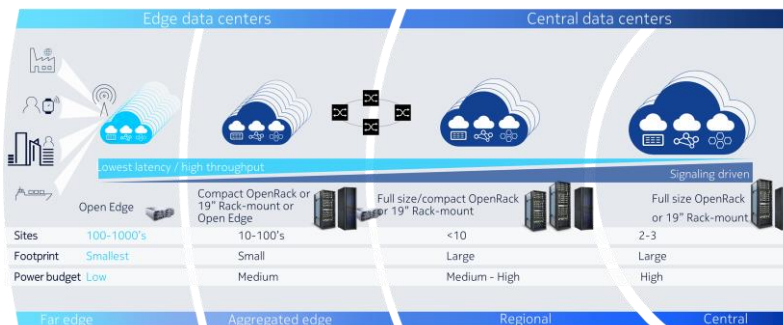 Edge data centers
Central data centers
Lowest latency / high throughput
Signaling driven
Open Edge
Compact OpenRack or
19" Rack-mount or
Open Edge
Full size/compact OpenRack
or 19" Rack-mount
Full size OpenRack
or 19" Rack-mount
Sites 100-1000's 10-100's <10 2-3
Footprint Smallest Small Large Large
Power budget Low Medium Medium - High High
Far edge Aggregated edge Regional Central